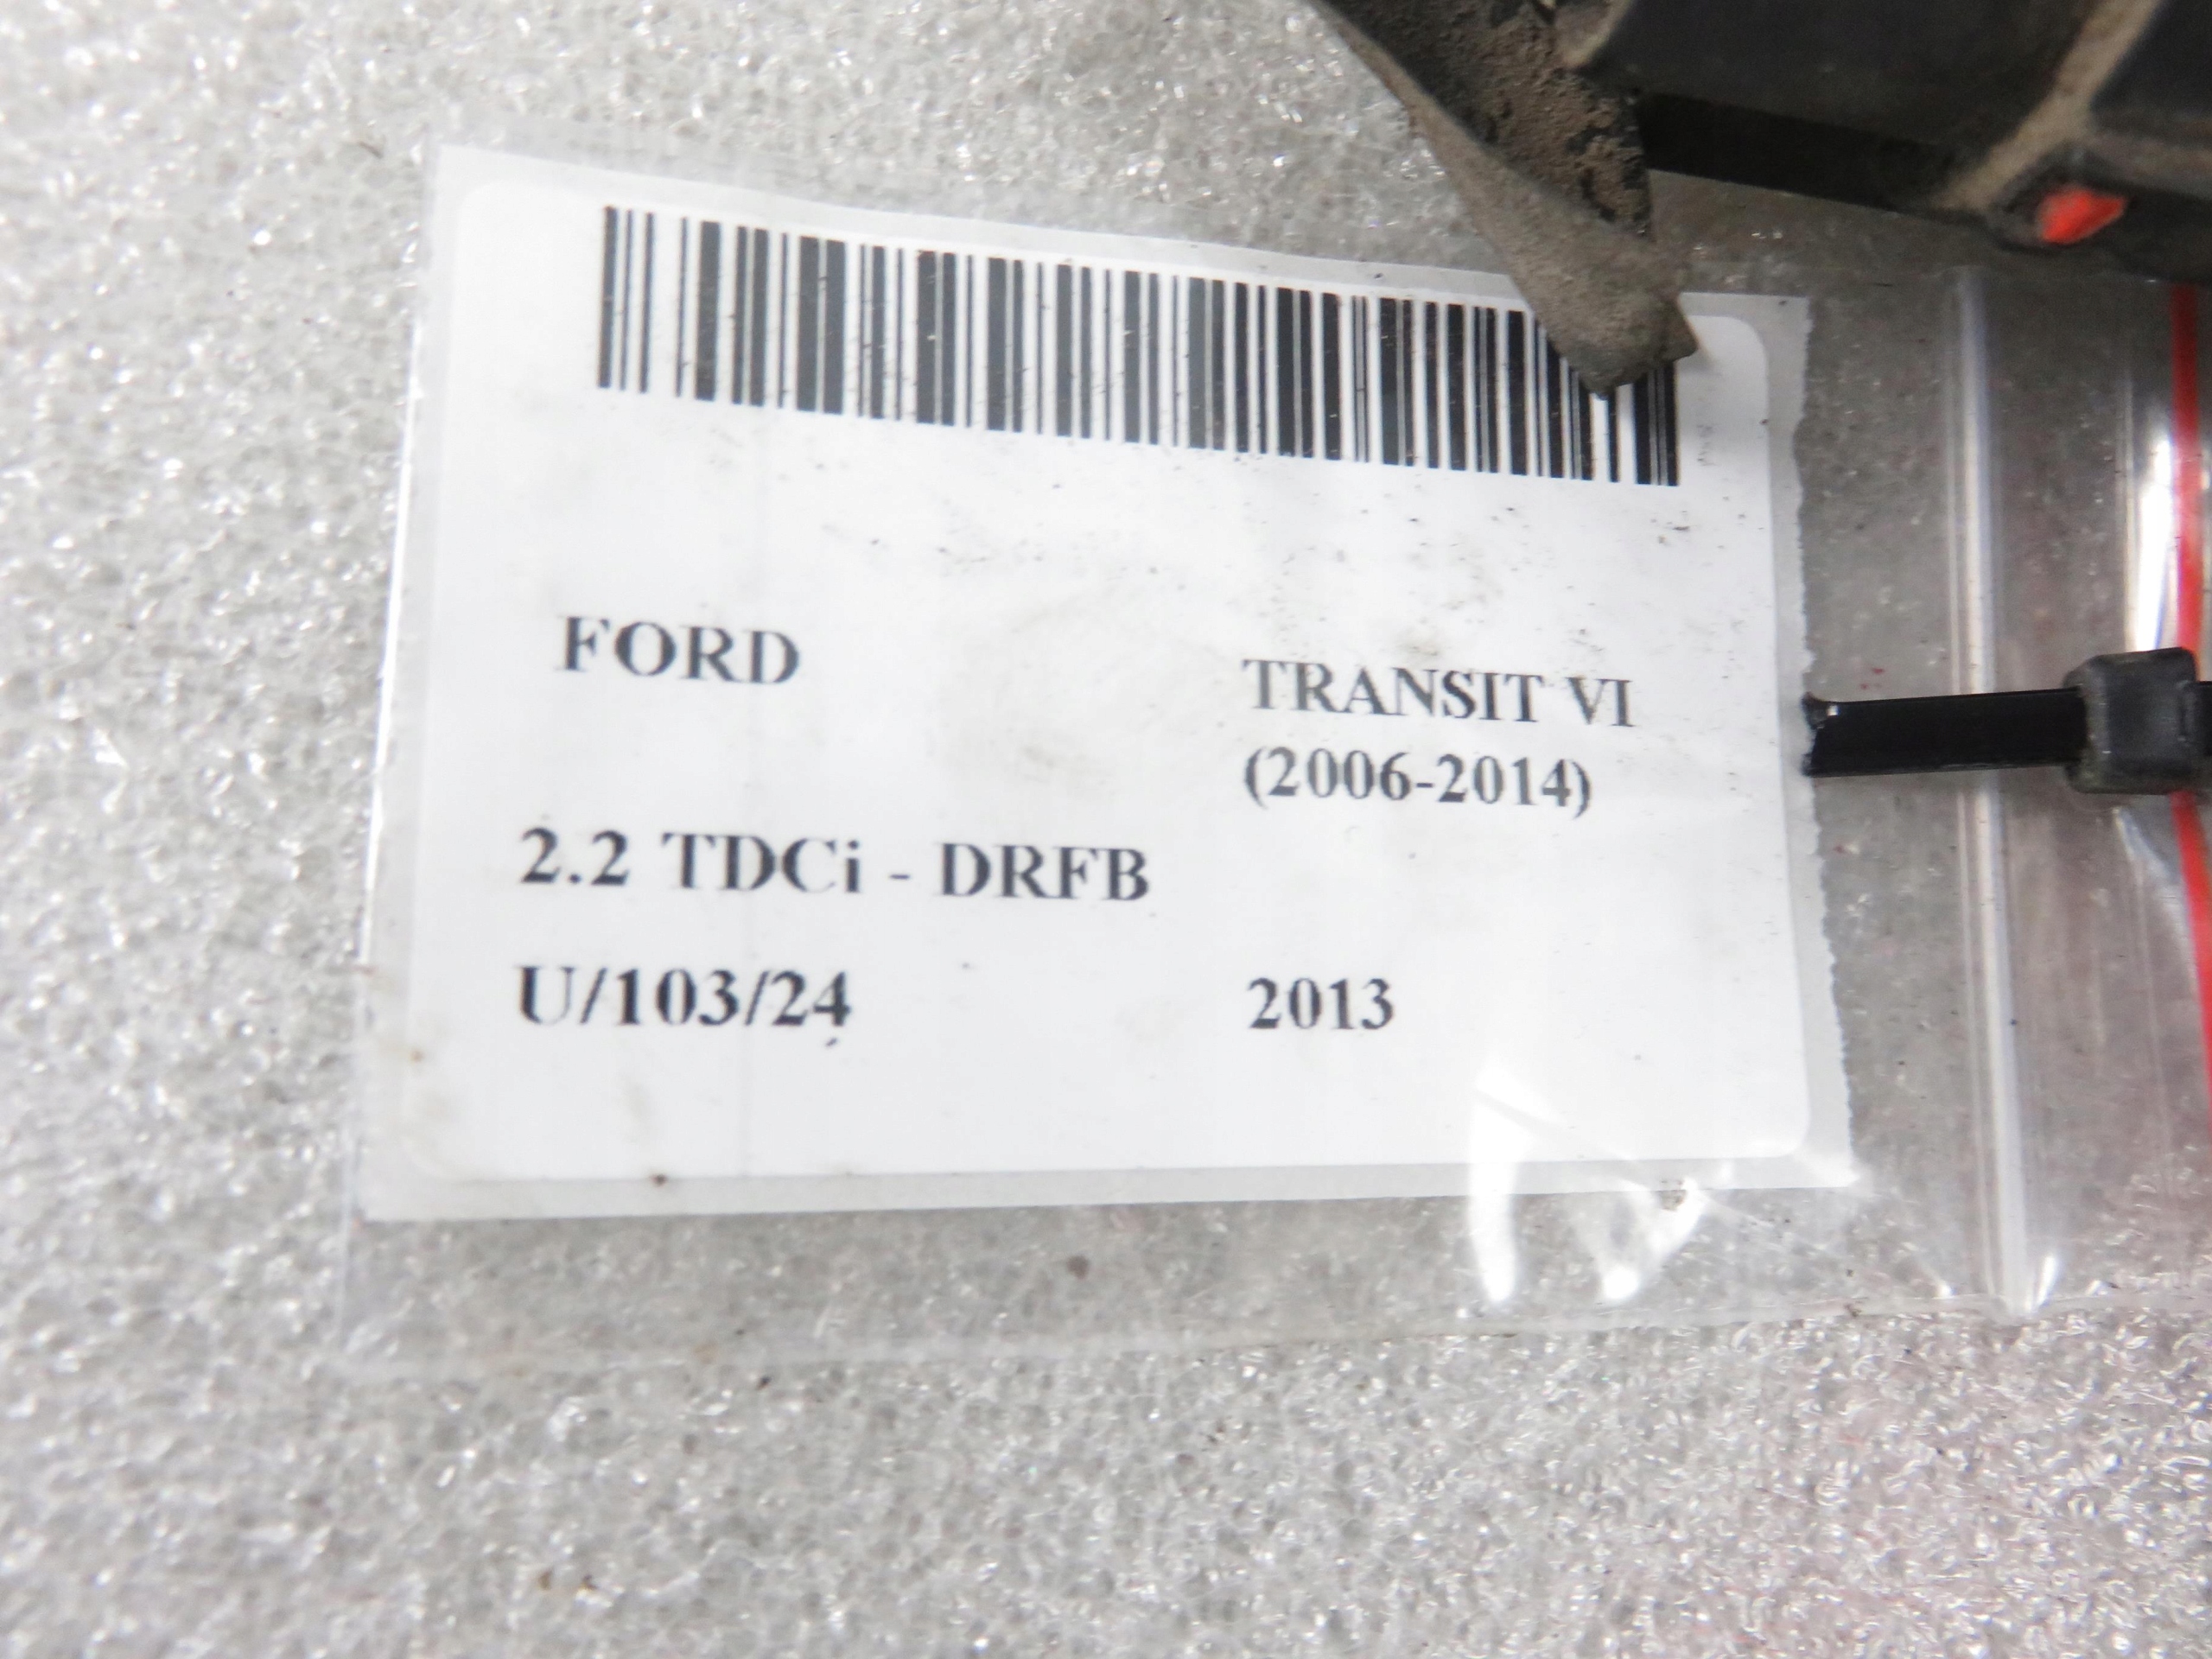 FORD
TRANSIT VI
(2006-2014)
2.2 TDCi - DRFB
U/103/24
2013